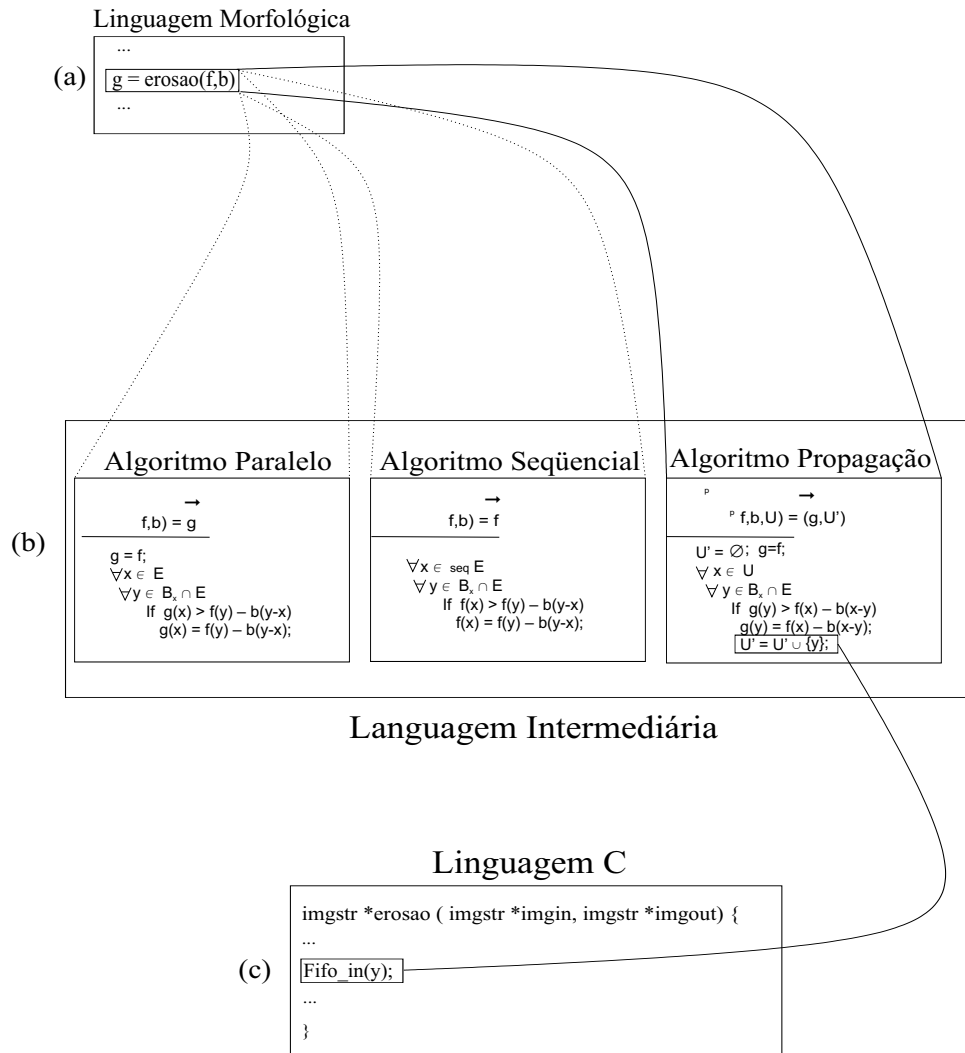 Linguagem Morfológica
...
(a)
g = erosao(f,b)
...
Algoritmo Paralelo
f,b) = g
g = f;
∀x ∈ E
∀y ∈ Bₓ ∩ E
If g(x) > f(y) – b(y-x)
g(x) = f(y) – b(y-x);
Algoritmo Seqüencial
f,b) = f
∀x ∈ seq E
∀y ∈ Bₓ ∩ E
If f(x) > f(y) – b(y-x)
f(x) = f(y) – b(y-x);
Algoritmo Propagação
P
P f,b,U) = (g,U')
U' = ∅; g=f;
∀ x ∈ U
∀y ∈ Bₓ ∩ E
If g(y) > f(x) – b(x-y)
g(y) = f(x) – b(x-y);
U' = U' ∪ {y};
(b)
Languagem Intermediária
Linguagem C
imgstr *erosao ( imgstr *imgin, imgstr *imgout) {
...
(c)
Fifo_in(y);
...
}